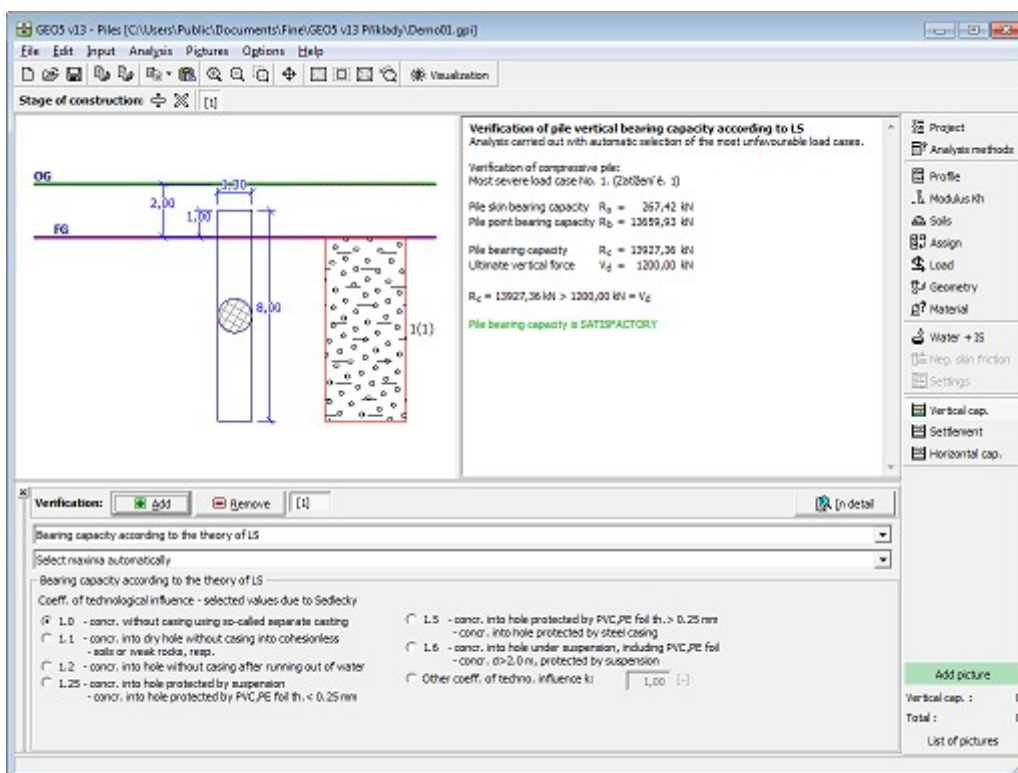 GEO5 v13 - Piles [C:\Users\Public\Documents\Fine\GEO5 v13 Příklady\Demo01.gpi]
File Edit Input Analysis Pictures Options Help
Visualization
Stage of construction: [1]
OG
FG
2,00
1,00
8,00
1(1)
Verification of pile vertical bearing capacity according to LS
Analysis carried out with automatic selection of the most unfavourable load cases.
Verification of compressive pile:
Most severe load case No. 1. (Zatížení č. 1)
Pile skin bearing capacity Rs = 267,42 kN
Pile point bearing capacity Rb = 13659,93 kN
Pile bearing capacity Rc = 13927,36 kN
Ultimate vertical force Vd = 1200,00 kN
Rc = 13927,36 kN > 1200,00 kN = Vd
Pile bearing capacity is SATISFACTORY
Project
Analysis methods
Profile
Modulus Kh
Soils
Assign
Load
Geometry
Material
Water + IS
Neg. skin friction
Settings
Vertical cap.
Settlement
Horizontal cap.
Verification: Add Remove [1] In detail
Bearing capacity according to the theory of LS
Select maxima automatically
Bearing capacity according to the theory of LS
Coeff. of technological influence - selected values due to Sedlecky
1.0 - concr. without casing using so-called separate casting
1.1 - concr. into dry hole without casing into cohesionless
- soils or weak rocks, resp.
1.2 - concr. into hole without casing after running out of water
1.25 - concr. into hole protected by suspension
- concr. into hole protected by PVC,PE foil th.< 0.25 mm
1.5 - concr. into hole protected by PVC,PE foil th.> 0.25 mm
- concr. into hole protected by steel casing
1.6 - concr. into hole under suspension, including PVC,PE foil
- concr. d>2.0 m, protected by suspension
Other coeff. of techno. influence k: 1,00 [-]
Add picture
Vertical cap. :
Total :
List of pictures